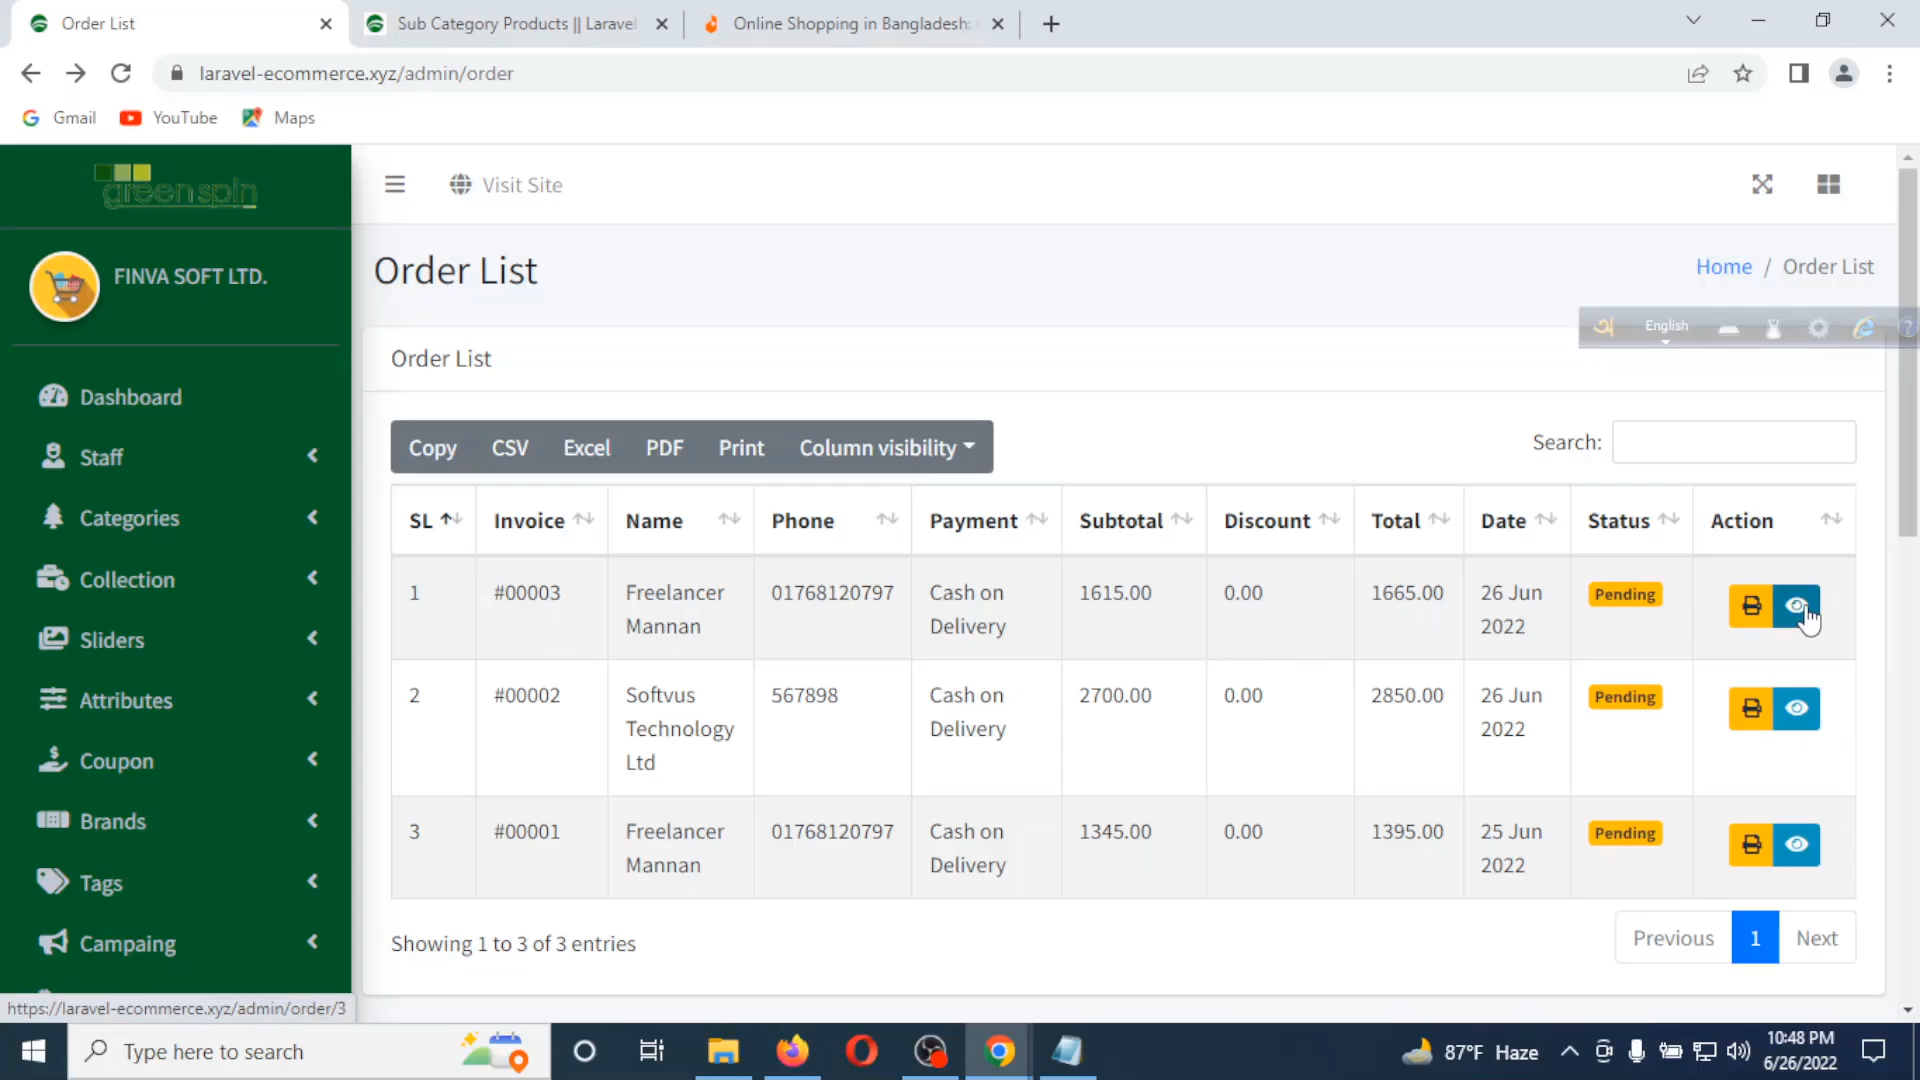 Order List
Sub Category Products || Laravel
Online Shopping in Bangladesh:
laravel-ecommerce.xyz/admin/order
Gmail
YouTube
Maps
green spin
Visit Site
FINVA SOFT LTD.
Order List
Home / Order List
অ English
Order List
Dashboard
Staff
Categories
Collection
Sliders
Attributes
Coupon
Brands
Tags
Campaing
Copy CSV Excel PDF Print Column visibility
Search:
SL Invoice Name Phone Payment Subtotal Discount Total Date Status Action
1 #00003 Freelancer 01768120797 Cash on 1615.00 0.00 1665.00 26 Jun Pending
Mannan Delivery 2022
2 #00002 Softvus 567898 Cash on 2700.00 0.00 2850.00 26 Jun Pending
Technology Delivery 2022
Ltd
3 #00001 Freelancer 01768120797 Cash on 1345.00 0.00 1395.00 25 Jun Pending
Mannan Delivery 2022
Showing 1 to 3 of 3 entries
Previous 1 Next
https://laravel-ecommerce.xyz/admin/order/3
Type here to search
87°F Haze
10:48 PM
6/26/2022